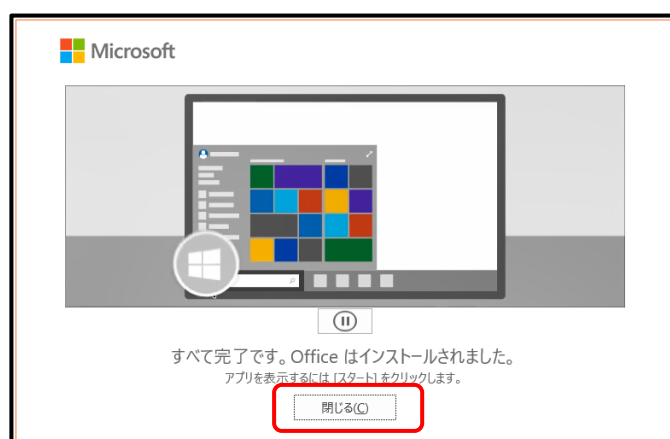 Microsoft
すべて完了です。Office はインストールされました。
アプリを表示するには [スタート] をクリックします。
閉じる(C)